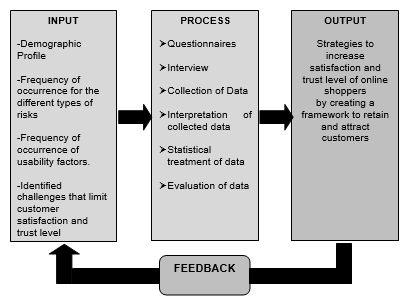 INPUT
-Demographic
Profile
-Frequency of
occurrence for the
different types of
risks
-Frequency of
occurrence of
usability factors.
-Identified
challenges that limit
customer
satisfaction and
trust level
PROCESS
➢Questionnaires
➢Interview
➢Collection of Data
➢Interpretation of
collected data
➢Statistical
treatment of data
➢Evaluation of data
OUTPUT
Strategies to
increase
satisfaction and
trust level of online
shoppers
by creating a
framework to retain
and attract
customers
FEEDBACK